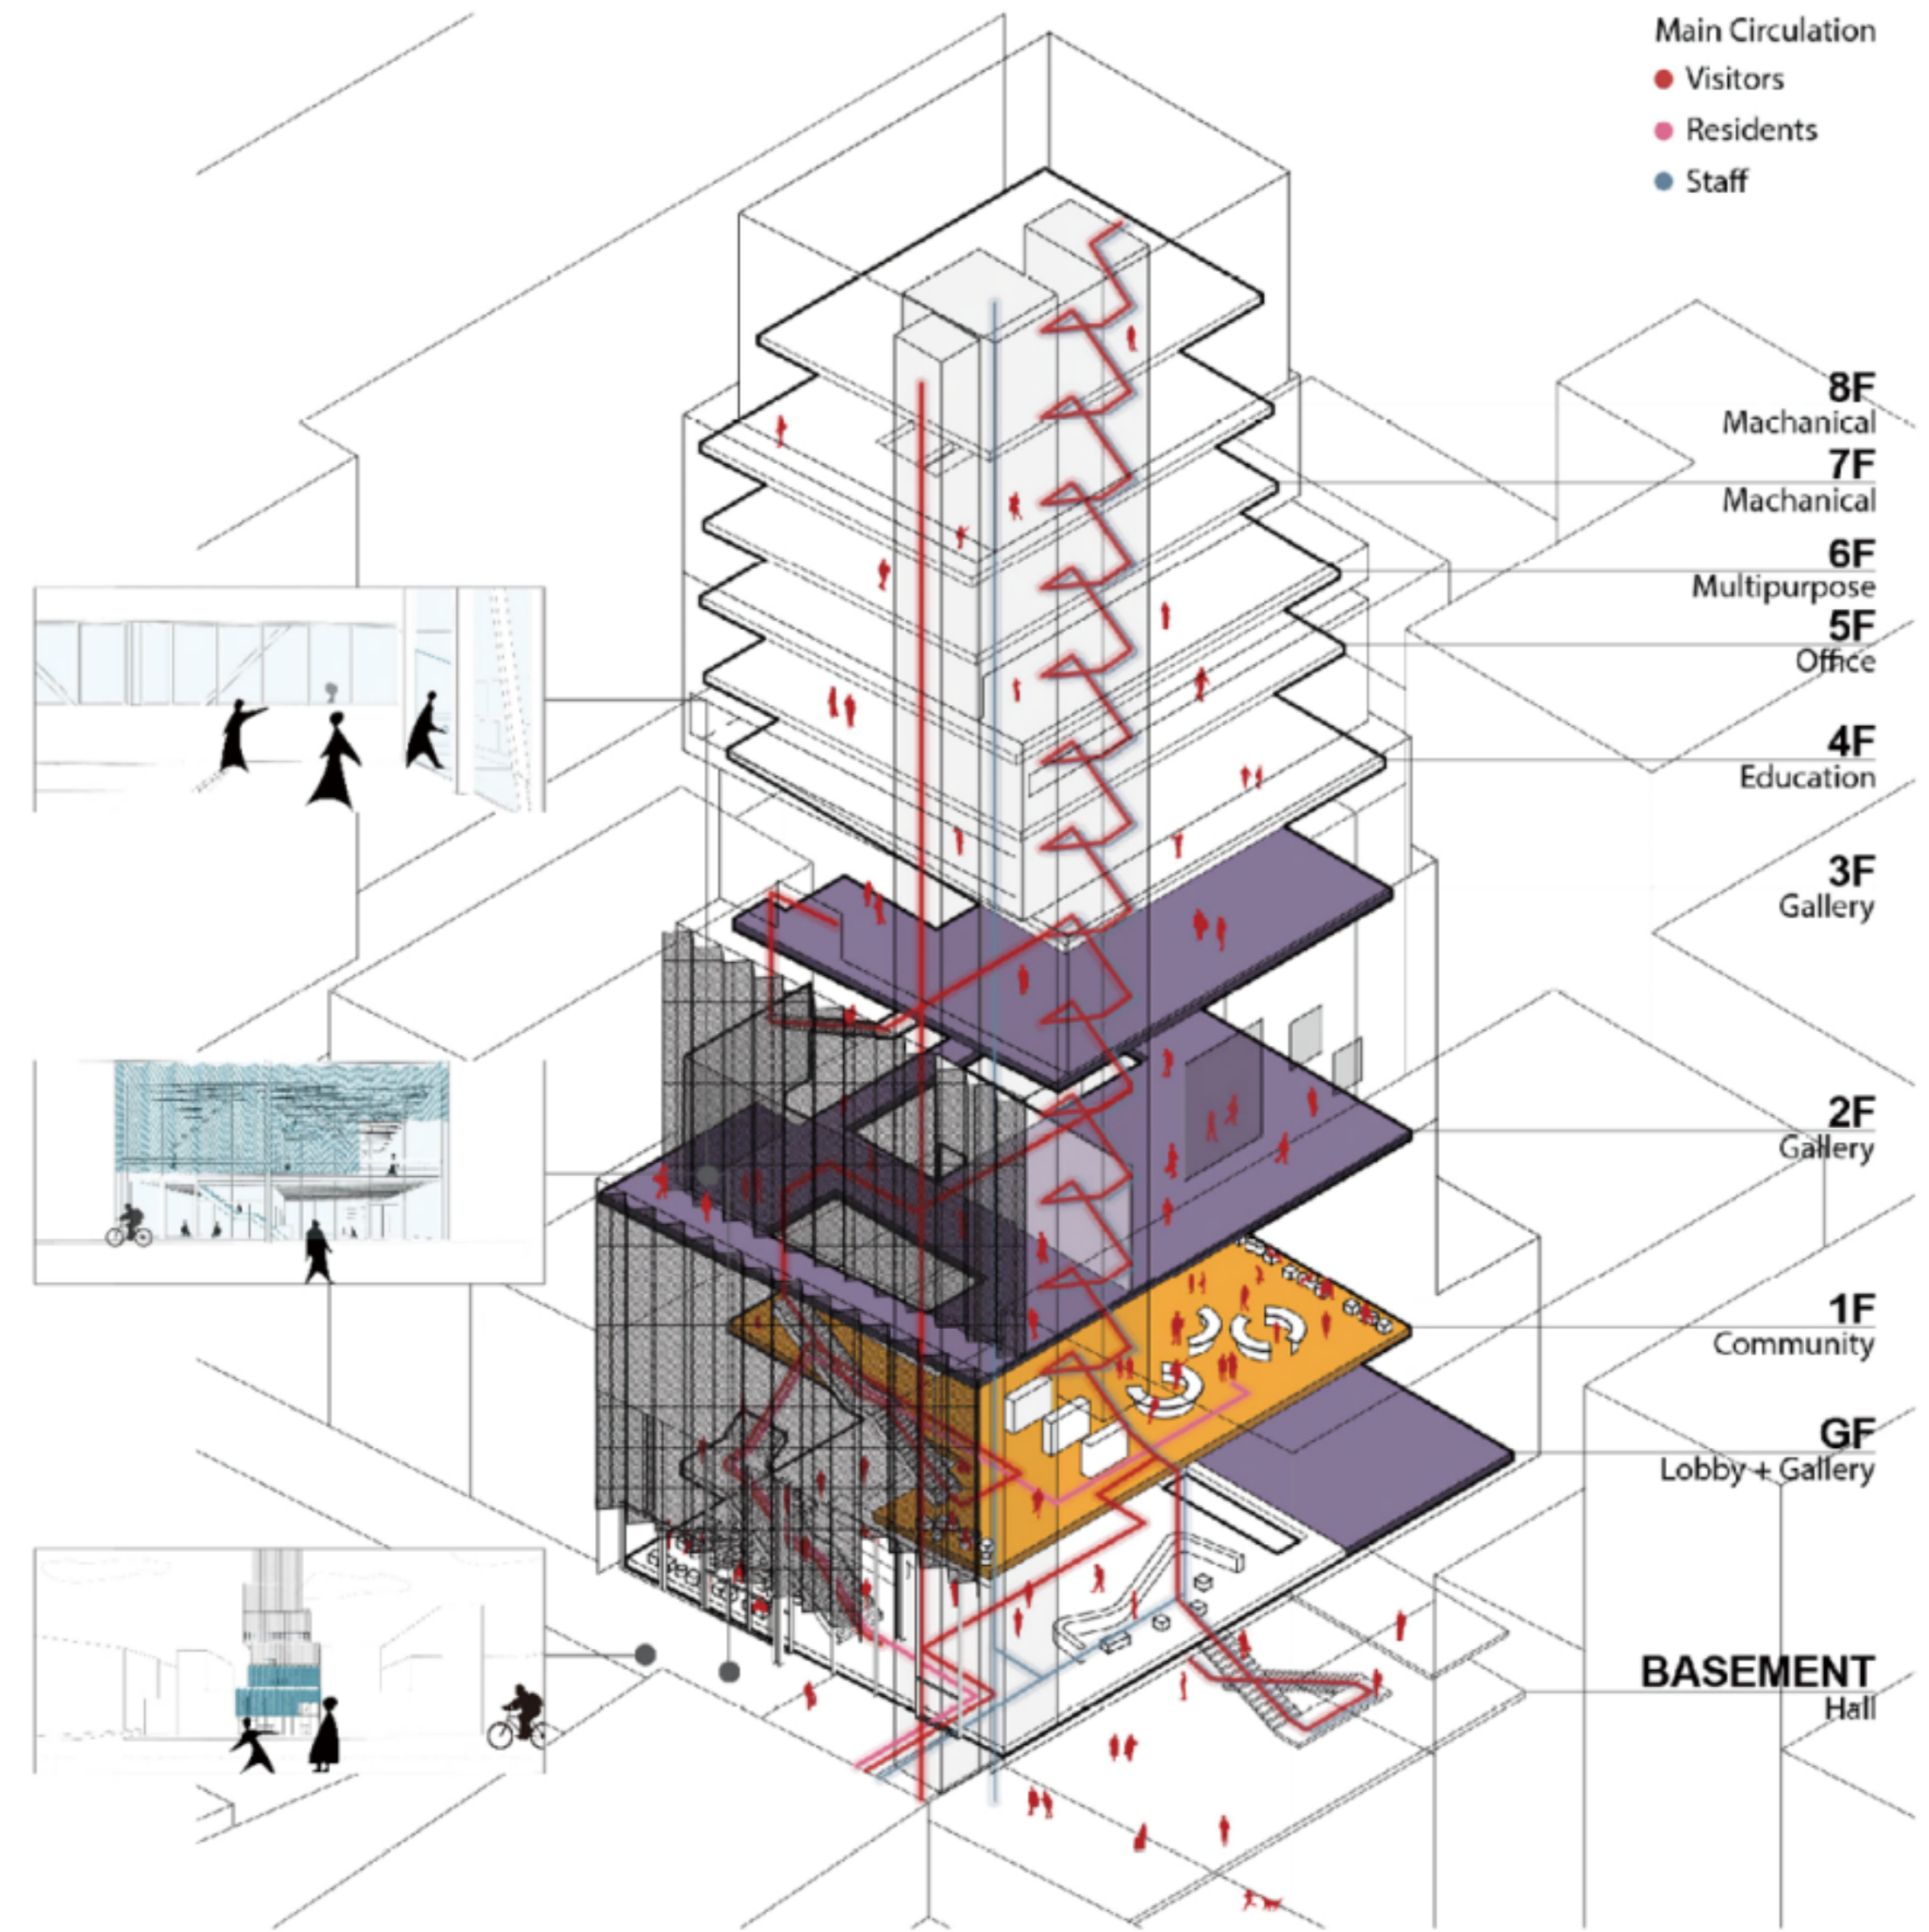 Main Circulation
Visitors
Residents
Staff
8F
Machanical
7F
Machanical
6F
Multipurpose
5F
Office
4F
Education
3F
Gallery
2F
Gallery
1F
Community
GF
Lobby + Gallery
BASEMENT
Hall